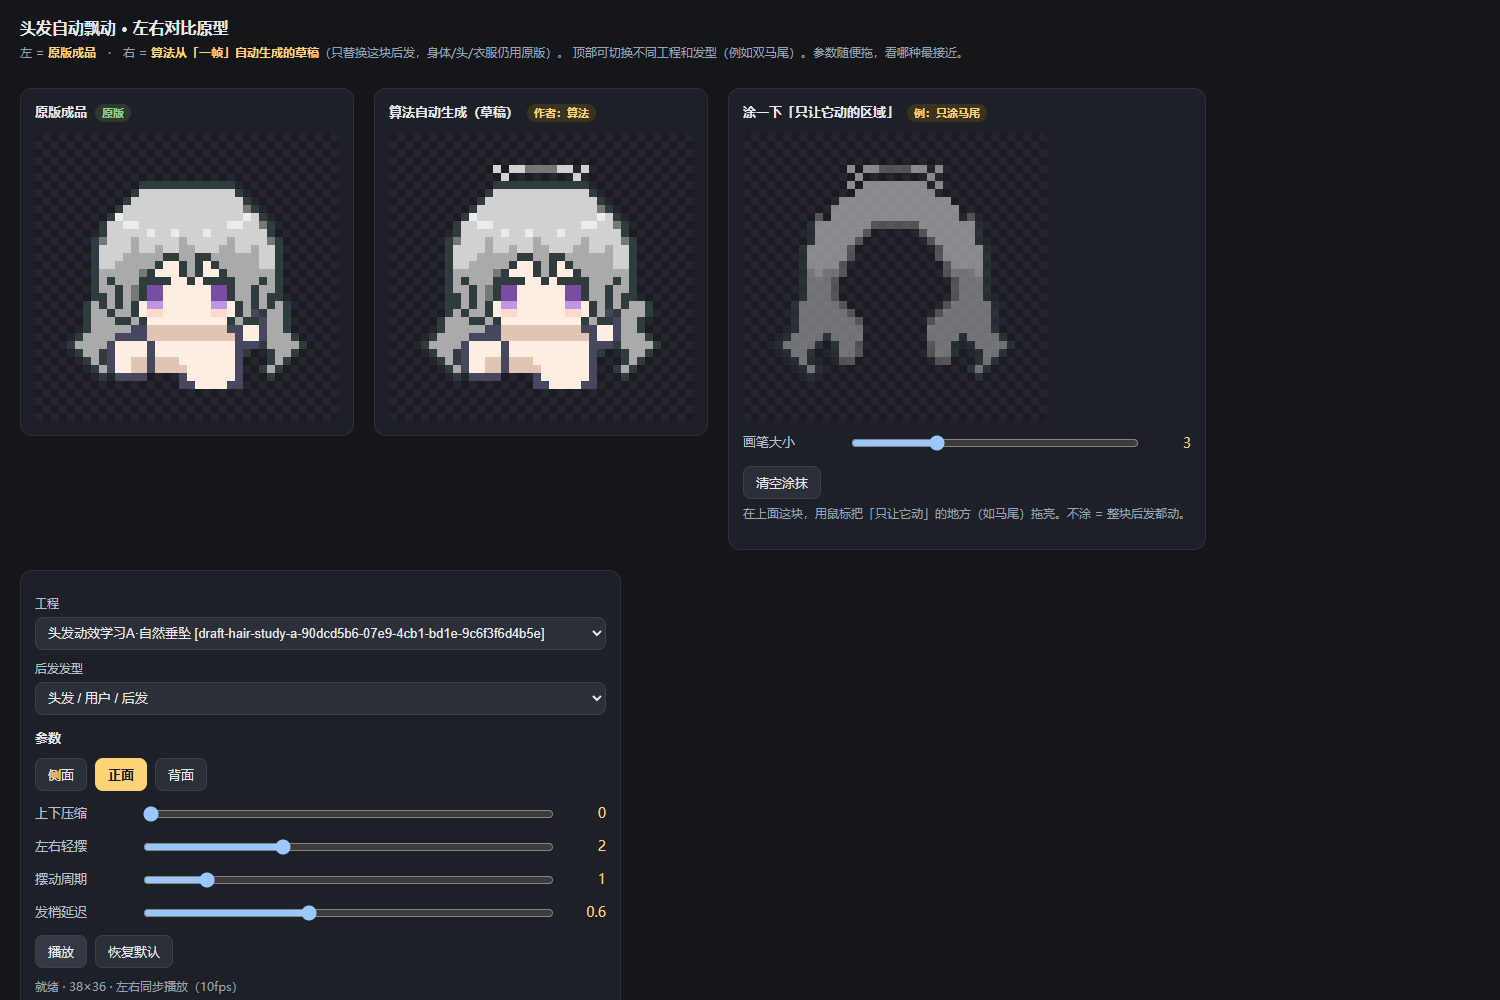 头发自动飘动 • 左右对比原型
左 = 原版成品 · 右 = 算法从「一帧」自动生成的草稿（只替换这块后发，身体/头/衣服仍用原版）。 顶部可切换不同工程和发型（例如双马尾）。参数随便拖，看哪种最接近。
原版成品 原版
算法自动生成（草稿） 作者：算法
涂一下「只让它动的区域」 例：只涂马尾
画笔大小 3
清空涂抹
在上面这块，用鼠标把「只让它动」的地方（如马尾）拖亮。不涂 = 整块后发都动。
工程
头发动效学习A·自然垂坠 [draft-hair-study-a-90dcd5b6-07e9-4cb1-bd1e-9c6f3f6d4b5e]
后发发型
头发 / 用户 / 后发
参数
侧面 正面 背面
上下压缩 0
左右轻摆 2
摆动周期 1
发梢延迟 0.6
播放 恢复默认
就绪 · 38×36 · 左右同步播放（10fps）